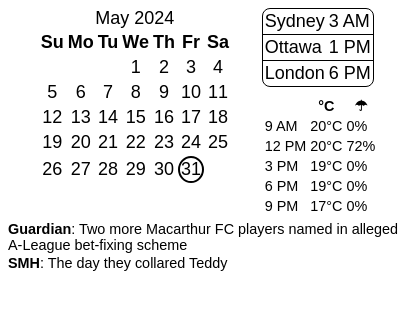 May 2024
Su Mo Tu We Th Fr Sa
1 2 3 4
5 6 7 8 9 10 11
12 13 14 15 16 17 18
19 20 21 22 23 24 25
26 27 28 29 30 31
Sydney 3 AM
Ottawa 1 PM
London 6 PM
°C ☂
9 AM 20°C 0%
12 PM 20°C 72%
3 PM 19°C 0%
6 PM 19°C 0%
9 PM 17°C 0%
Guardian: Two more Macarthur FC players named in alleged
A-League bet-fixing scheme
SMH: The day they collared Teddy